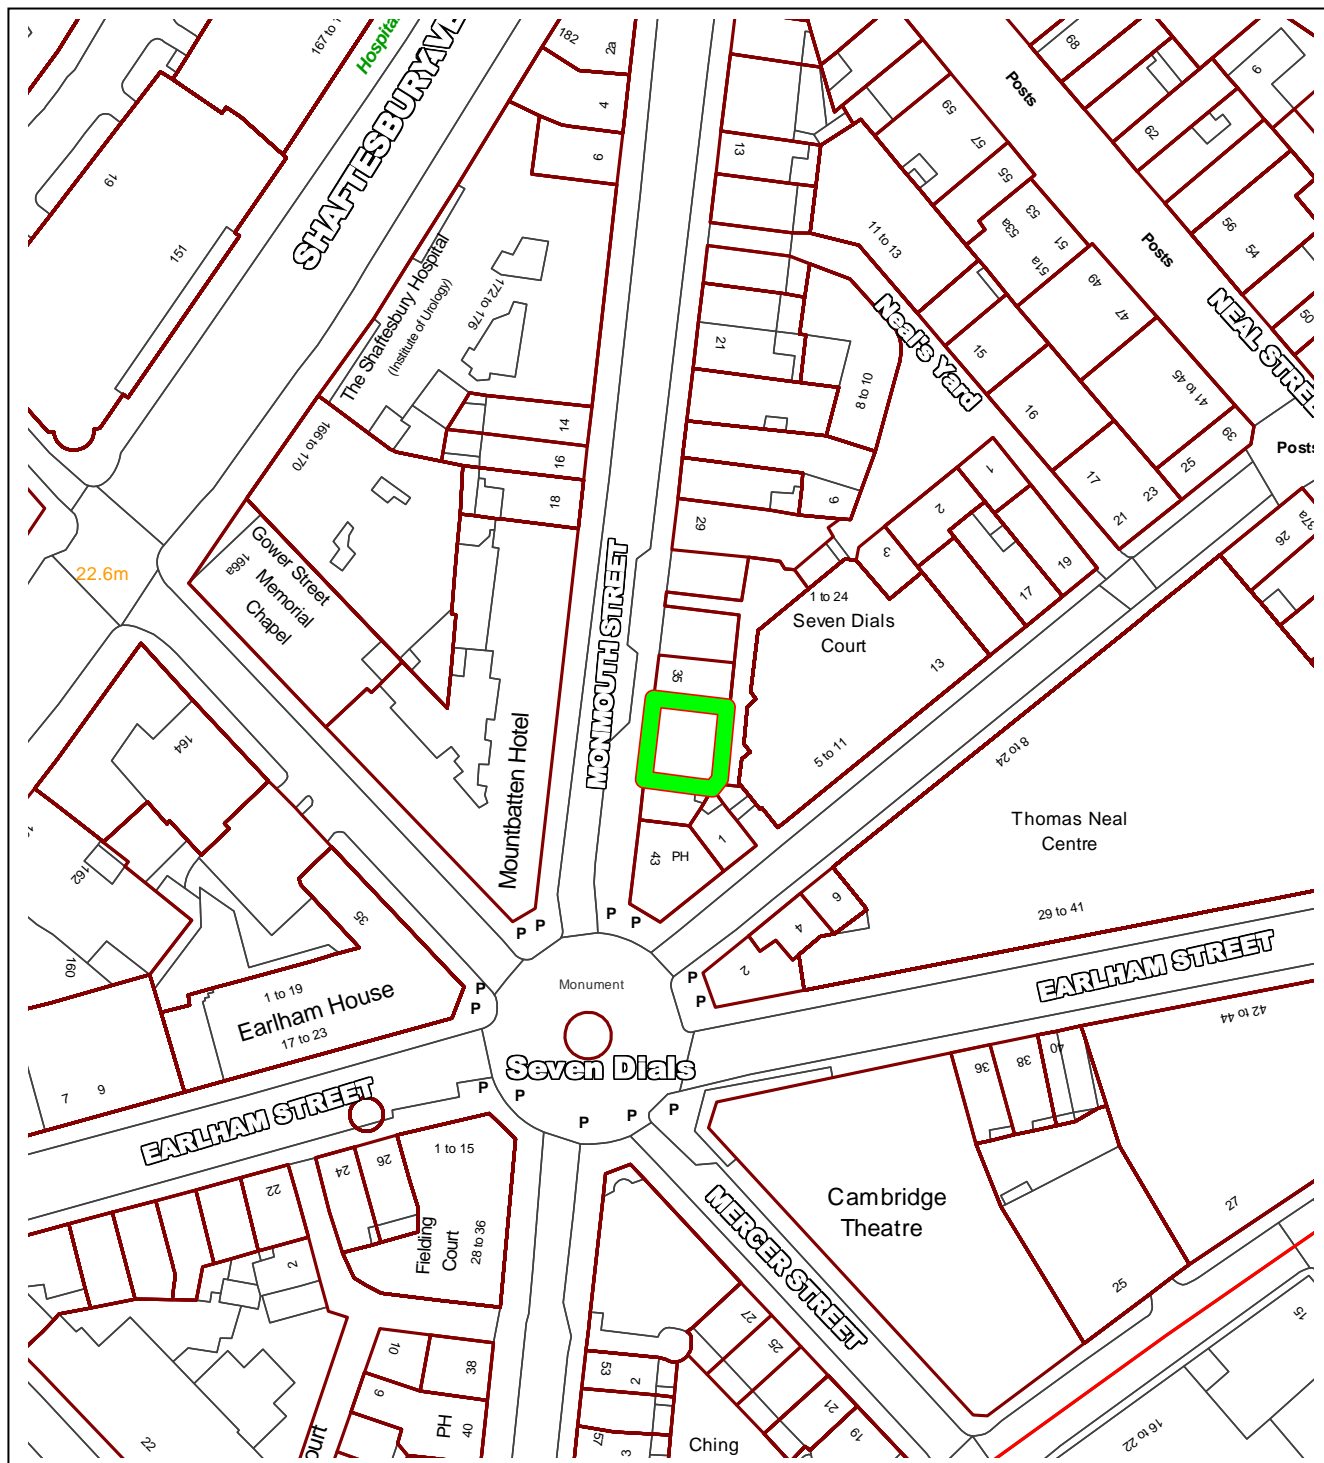 167 to 1
Hospital
SHAFTESBURY AVE
182
2a
4
6
19
151
The Shaftesbury Hospital
(Institute of Urology)
172 to 176
166 to 170
14
16
18
Gower Street
Memorial
Chapel
166a
22.6m
13
21
29
35
8 to 10
9
11 to 13
Neal's Yard
15
16
17
21
23
25
39
41 to 45
47
49
51
51a
53
53a
55
57
59
Posts
Posts
Posts
NEAL STREET
68
62
56
54
50
9
37a
26
1
2
3
17
19
1 to 24
Seven Dials
Court
13
5 to 11
8 to 24
MONMOUTH STREET
Mountbatten Hotel
43
PH
1
Thomas Neal
Centre
29 to 41
2
4
6
EARLHAM STREET
42 to 44
164
162
160
35
1 to 19
Earlham House
17 to 23
7
9
P
P
P
P
P
P
P
P
P
P
P
P
P
Monument
Seven Dials
EARLHAM STREET
22
24
26
2
1 to 15
Fielding
Court
28 to 36
10
38
9
PH
40
22
ourt
53
2
57
3
Ching
27
25
21
19
MERCER STREET
Cambridge
Theatre
36
38
40
27
25
15
16 to 22